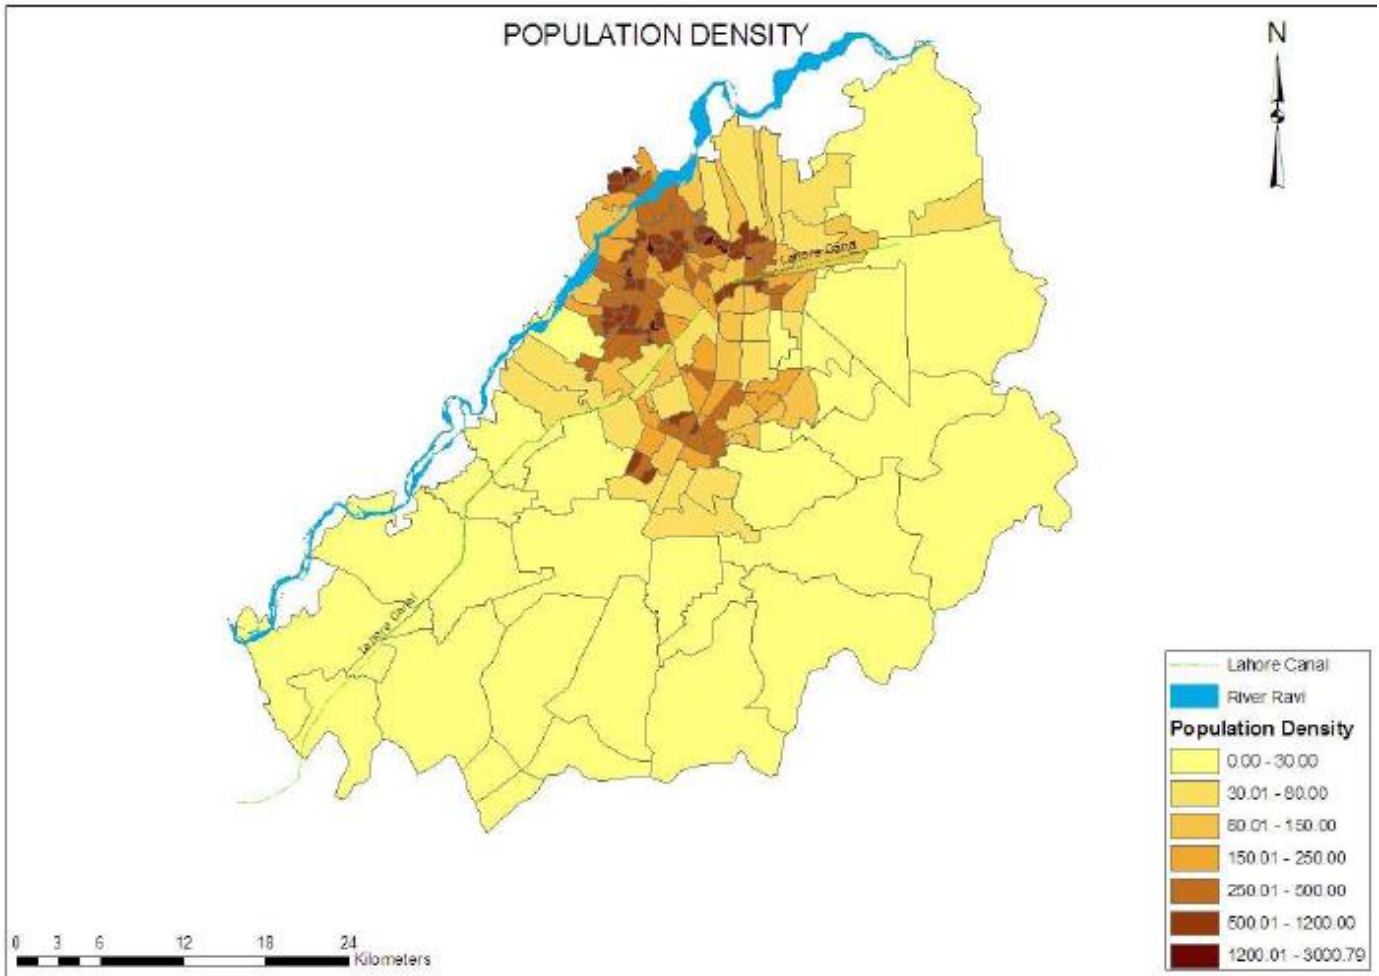 POPULATION DENSITY
N
Lahore Canal
Lahore Canal
Lahore Canal
River Ravi
Population Density
0.00 - 30.00
30.01 - 80.00
80.01 - 150.00
150.01 - 250.00
250.01 - 500.00
500.01 - 1200.00
1200.01 - 3000.79
0 3 6 12 18 24
Kilometers